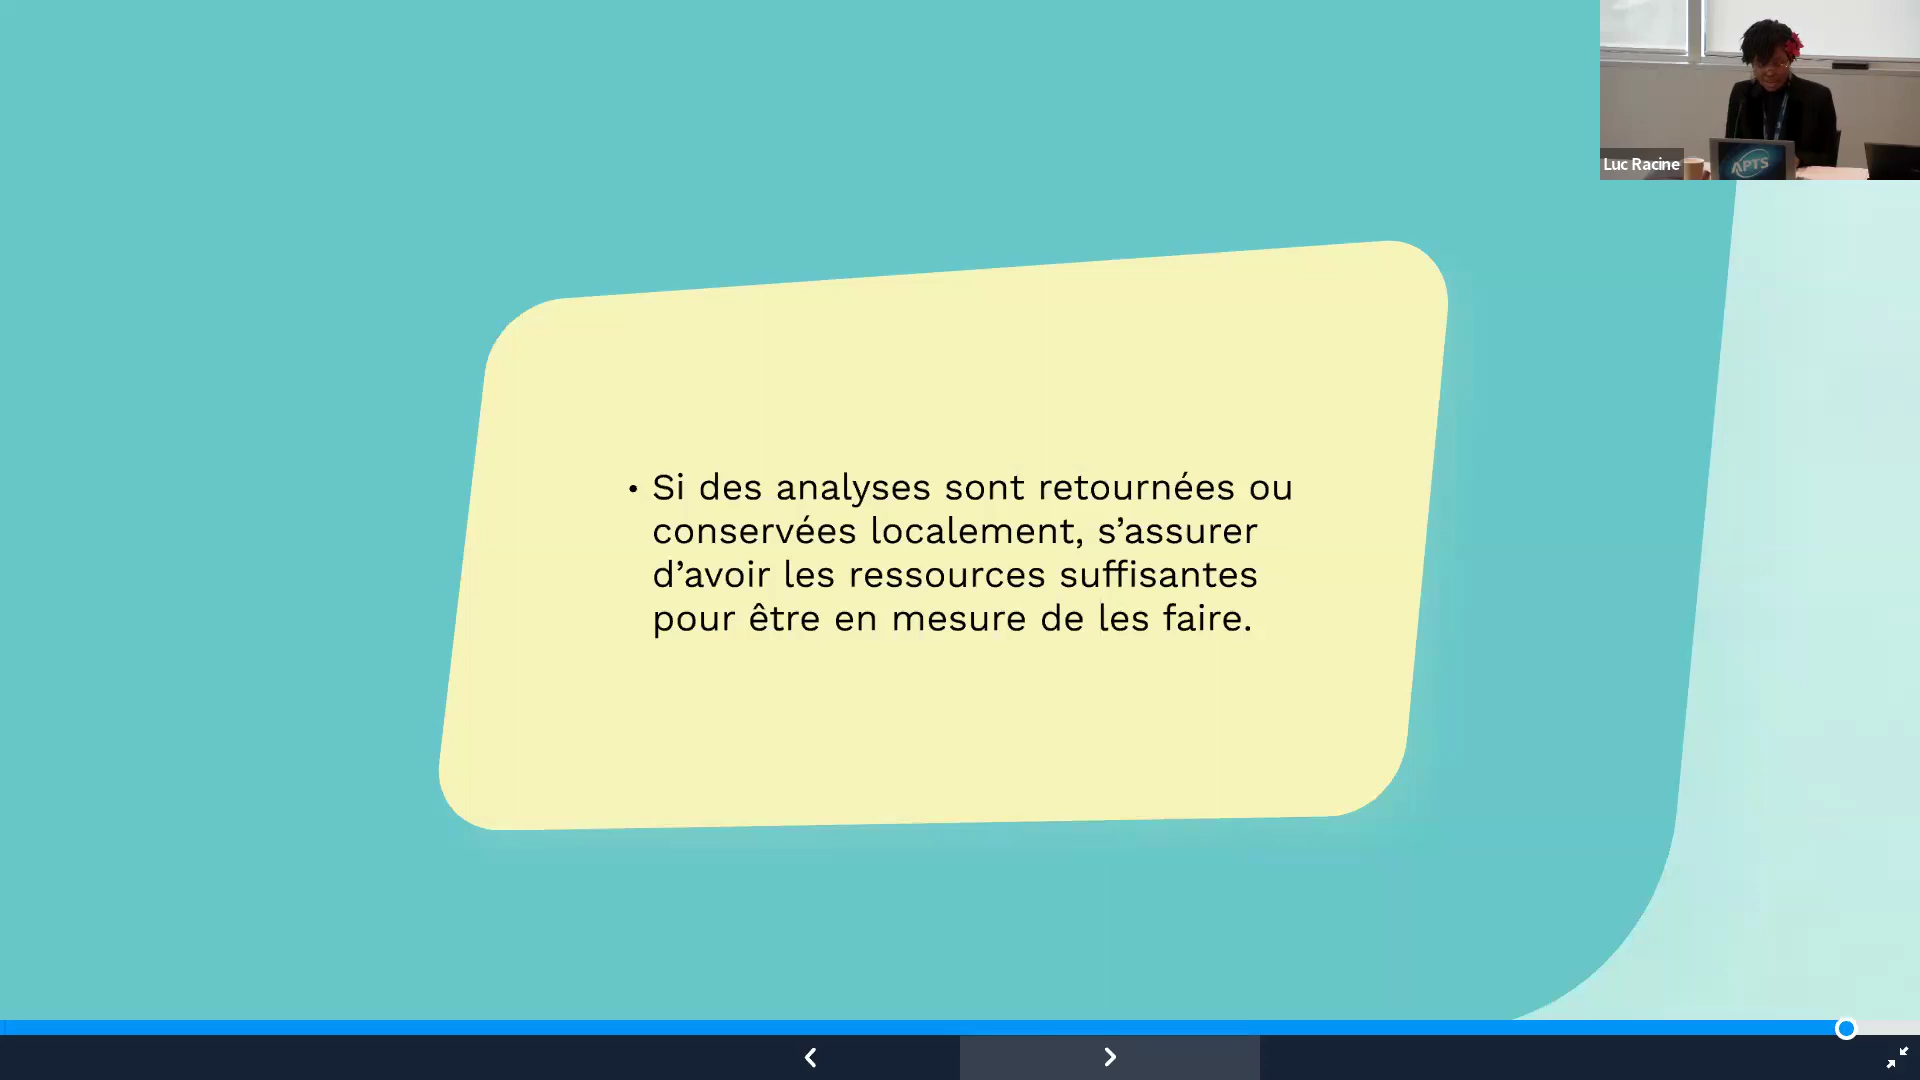 Luc Racine
APTS
• Si des analyses sont retournées ou
conservées localement, s’assurer
d’avoir les ressources suffisantes
pour être en mesure de les faire.